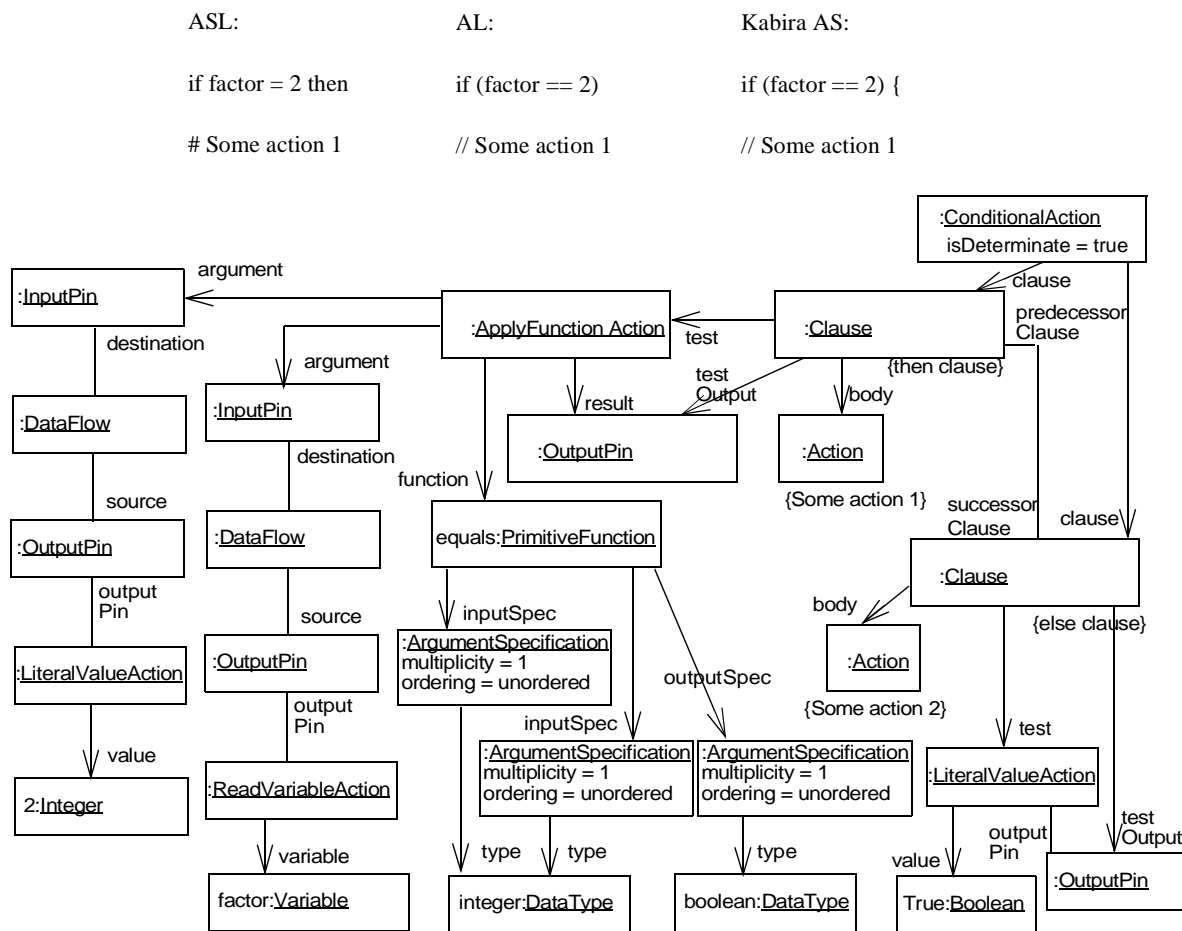 ASL:
AL:
Kabira AS:
if factor = 2 then
if (factor == 2)
if (factor == 2) {
# Some action 1
// Some action 1
// Some action 1
:ConditionalAction
isDeterminate = true
argument
clause
:InputPin
:ApplyFunction Action
:Clause
predecessor
Clause
test
{then clause}
destination
argument
test
Output
:InputPin
result
body
:DataFlow
:OutputPin
:Action
destination
function
{Some action 1}
source
successor
Clause
clause
:OutputPin
:DataFlow
equals:PrimitiveFunction
:Clause
output
Pin
source
inputSpec
body
{else clause}
:ArgumentSpecification
multiplicity = 1
ordering = unordered
:LiteralValueAction
:OutputPin
outputSpec
:Action
{Some action 2}
output
Pin
inputSpec
test
value
:ArgumentSpecification
multiplicity = 1
ordering = unordered
:ArgumentSpecification
multiplicity = 1
ordering = unordered
:LiteralValueAction
2:Integer
:ReadVariableAction
output
Pin
test
Output
variable
type
type
type
value
factor:Variable
integer:DataType
boolean:DataType
True:Boolean
:OutputPin